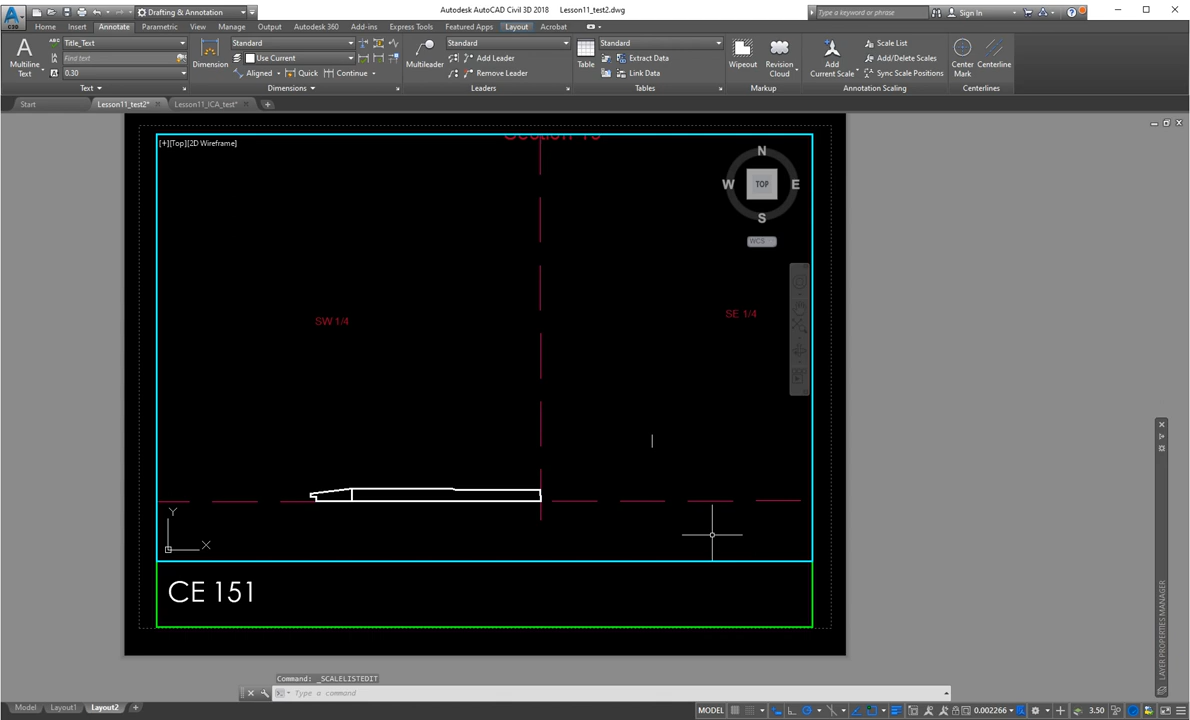 Drafting & Annotation
Autodesk AutoCAD Civil 3D 2018 Lesson11_test2.dwg
Type a keyword or phrase
Sign In
Home Insert Annotate Parametric View Manage Output Autodesk 360 Add-ins Express Tools Featured Apps Layout Acrobat
A
C3D
Multiline
Text
Title_Text
Find text
0.30
Text
Dimension
Standard
Use Current
Aligned Quick Continue
Dimensions
Multileader
Standard
Add Leader
Remove Leader
Leaders
Table
Standard
Extract Data
Link Data
Tables
Wipeout
Revision
Cloud
Markup
Add
Current Scale
Scale List
Add/Delete Scales
Sync Scale Positions
Annotation Scaling
Center
Mark
Centerline
Centerlines
Start Lesson11_test2* Lesson11_ICA_test*
[+][Top][2D Wireframe]
N
W TOP E
S
WCS
SW 1/4
SE 1/4
Y
X
CE 151
LAYER PROPERTIES MANAGER
Command: _SCALELISTEDIT
Type a command
Model Layout1 Layout2
MODEL
0.002266
3.50